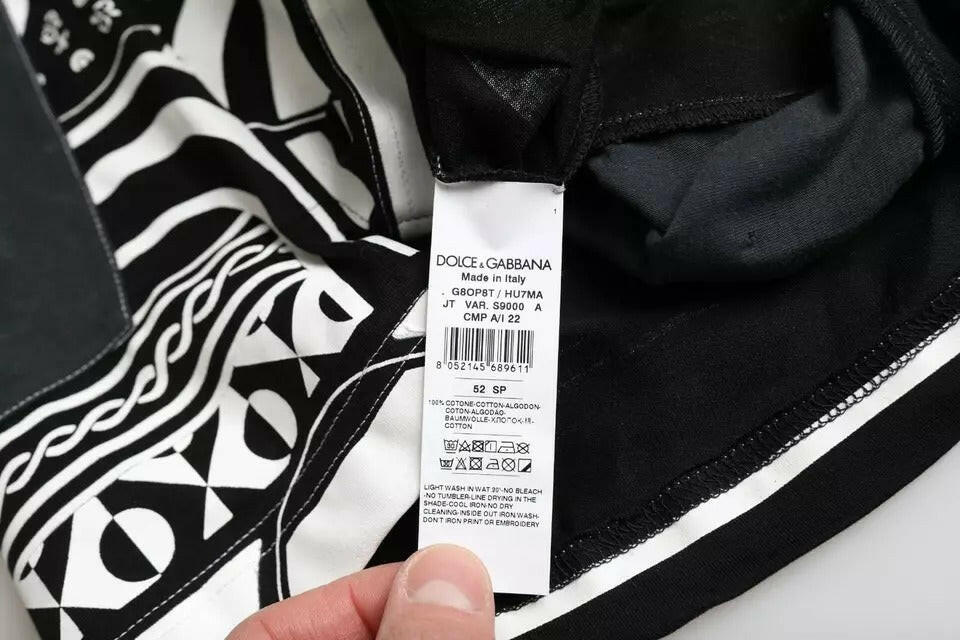 1
DOLCE & GABBANA
Made in Italy
. G8OP8T / HU7MA
JT VAR. S9000 A
CMP A/I 22
8 052145 689611
52 SP
100% COTONE-COTTON-ALGODON-
COTON-ALGODÃO-
BAUMWOLLE-ХЛОПОК-棉-
COTTON
LIGHT WASH IN WAT.30°-NO BLEACH
-NO TUMBLER-LINE DRYING IN THE
SHADE-COOL IRON-NO DRY
CLEANING-INSIDE OUT IRON/WASH-
DON'T IRON PRINT OR EMBROIDERY